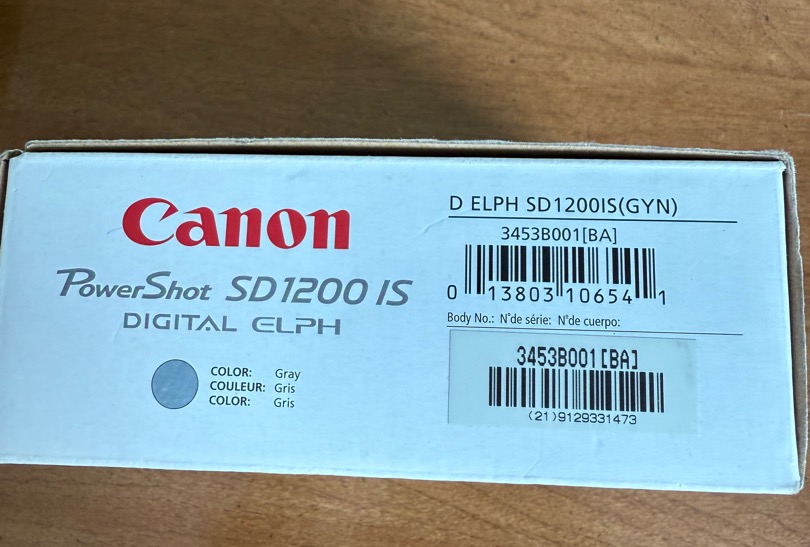 Canon
PowerShot SD1200 IS
DIGITAL ELPH
COLOR: Gray
COULEUR: Gris
COLOR: Gris
D ELPH SD1200IS(GYN)
3453B001[BA]
0 13803 10654 1
Body No.: N°de série: N°de cuerpo:
3453B001[BA]
(21)9129331473